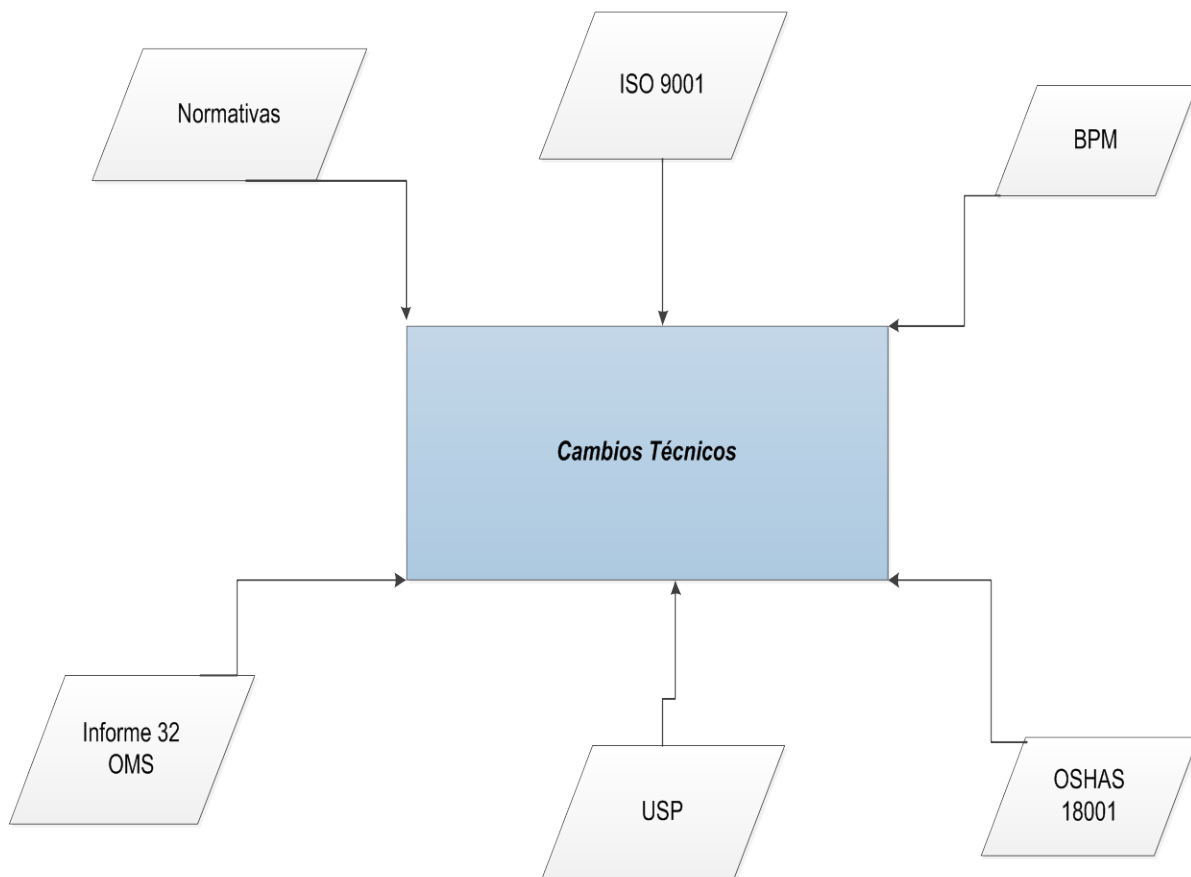 Normativas
ISO 9001
BPM
Cambios Técnicos
Informe 32
OMS
USP
OSHAS
18001